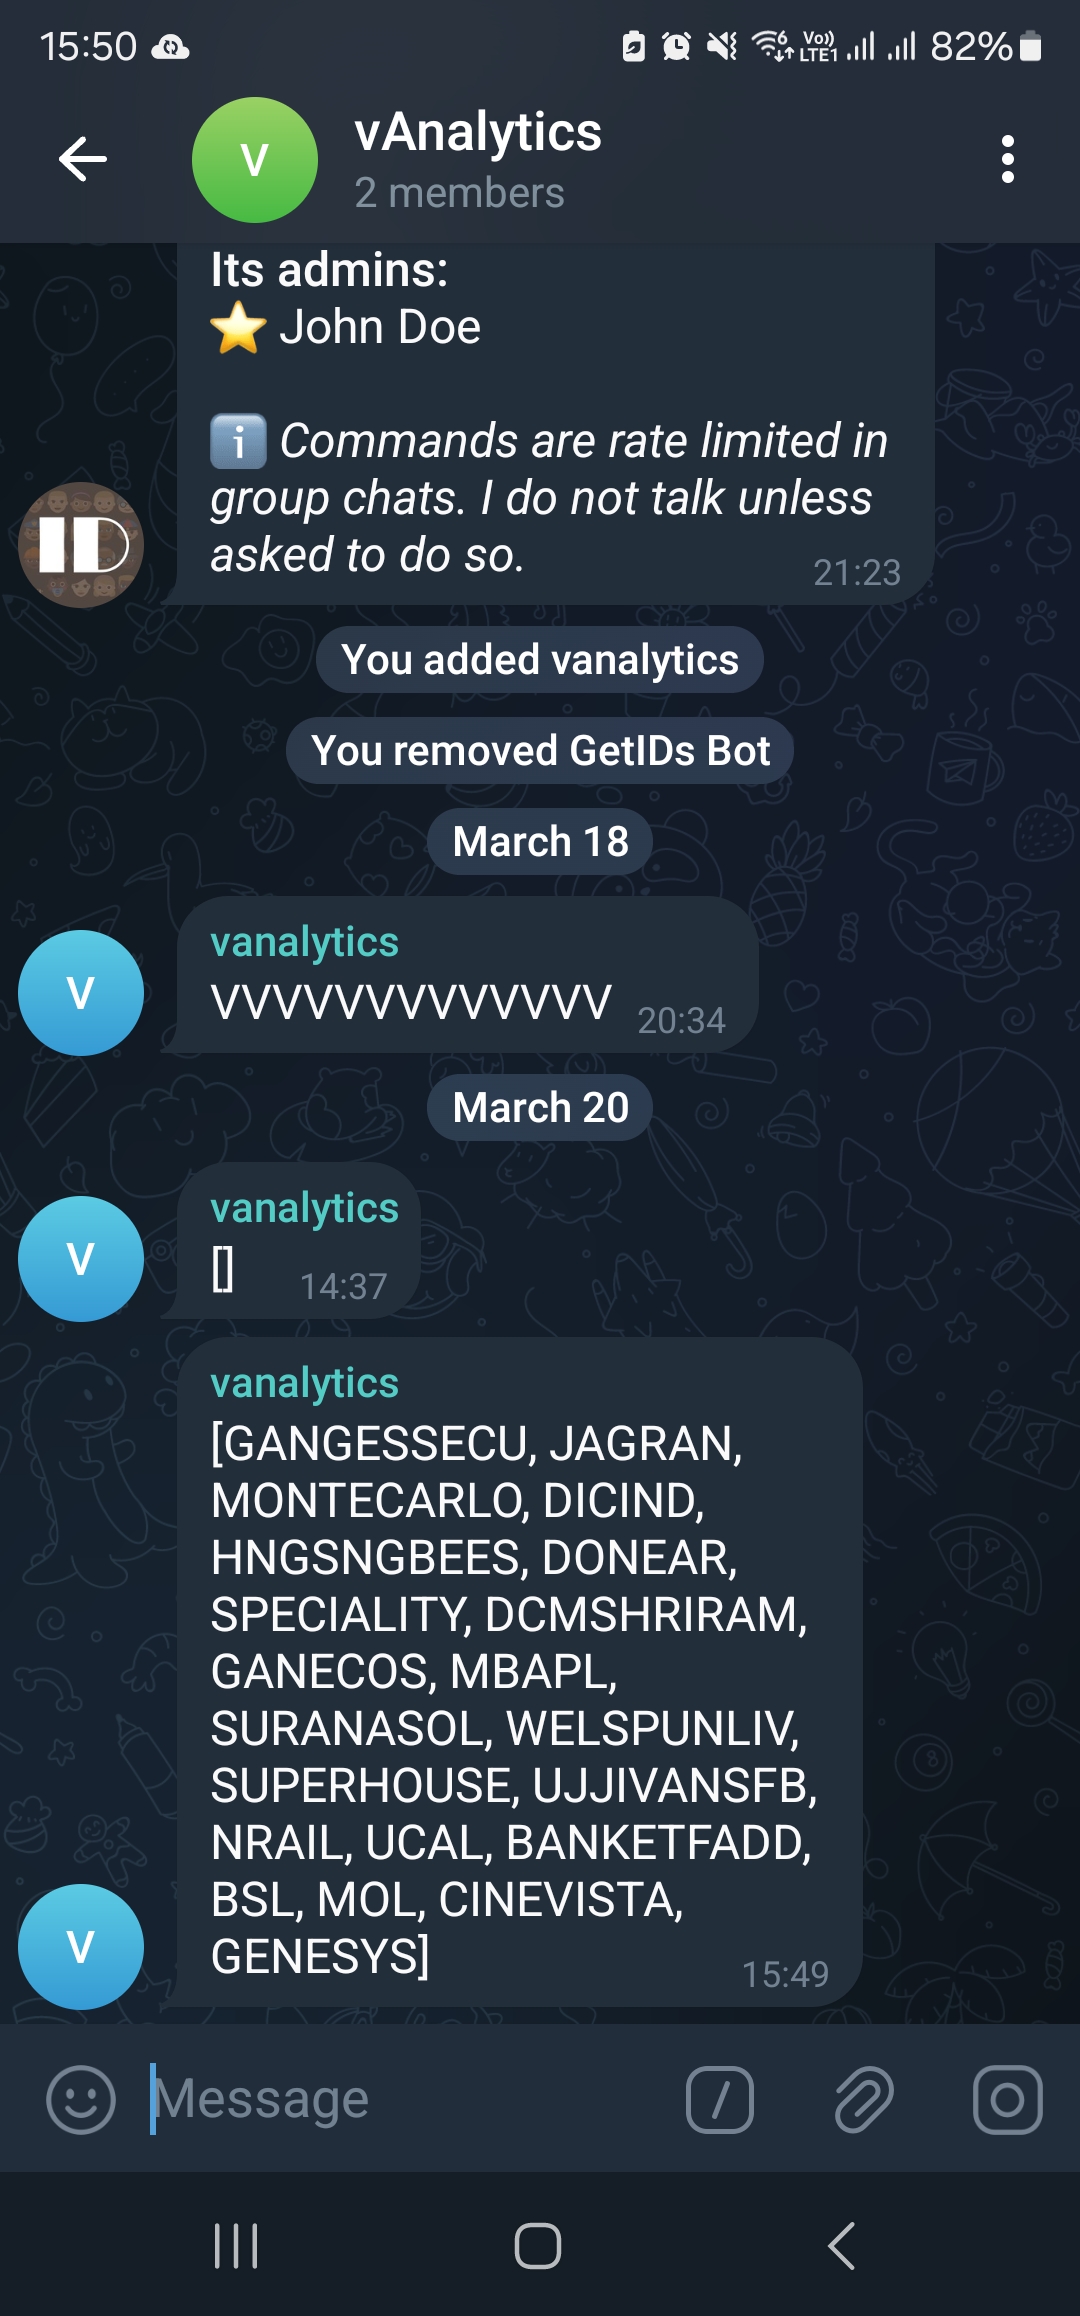 15:50
Vo))
LTE1
82%
V
vAnalytics
2 members
Its admins:
⭐ John Doe
ℹ️ Commands are rate limited in
group chats. I do not talk unless
asked to do so.
21:23
ID
You added vanalytics
You removed GetIDs Bot
March 18
vanalytics
VVVVVVVVVVVVV 20:34
V
March 20
vanalytics
[] 14:37
V
vanalytics
[GANGESSECU, JAGRAN,
MONTECARLO, DICIND,
HNGSNGBEES, DONEAR,
SPECIALITY, DCMSHRIRAM,
GANECOS, MBAPL,
SURANASOL, WELSPUNLIV,
SUPERHOUSE, UJJIVANSFB,
NRAIL, UCAL, BANKETFADD,
BSL, MOL, CINEVISTA,
GENESYS]
15:49
V
Message